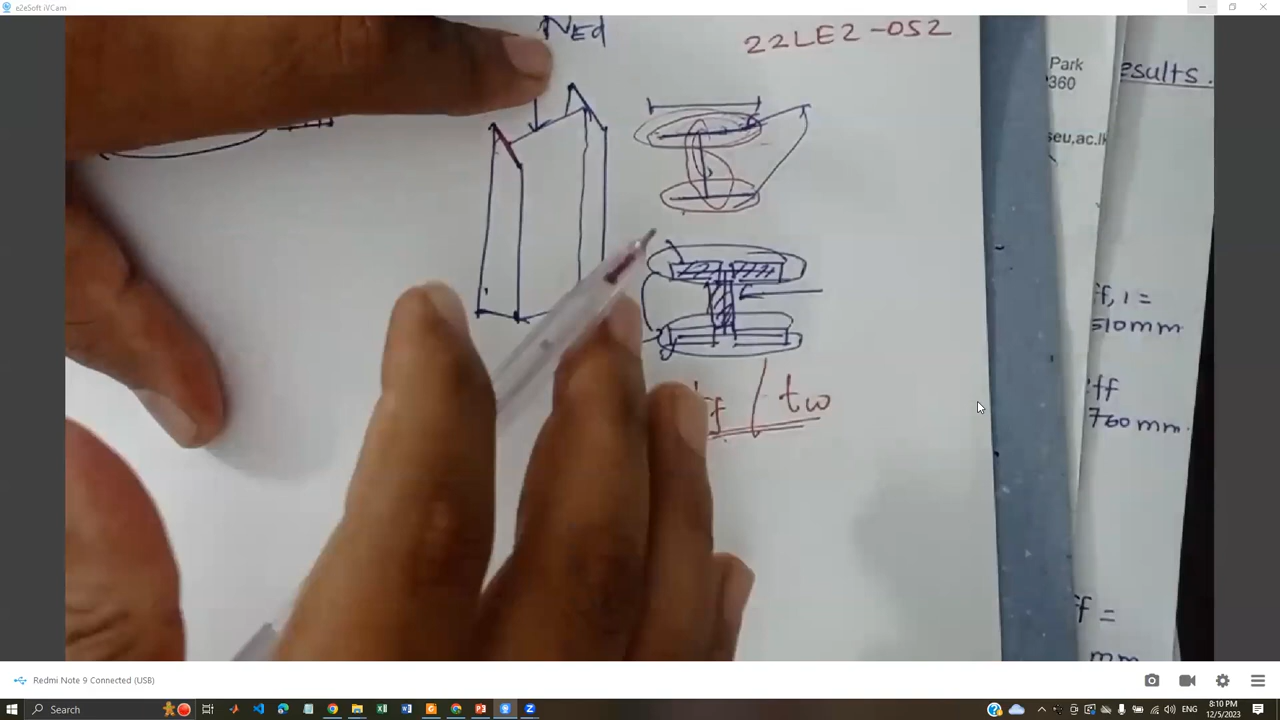 e2eSoft iVCam
NEd
22LE2-052
Park
360
esults.
seu,ac.lk
ff, 1 =
510mm
ff
760mm.
tw
ff =
mm
Redmi Note 9 Connected (USB)
Search
ENG
8:10 PM
12/5/2023